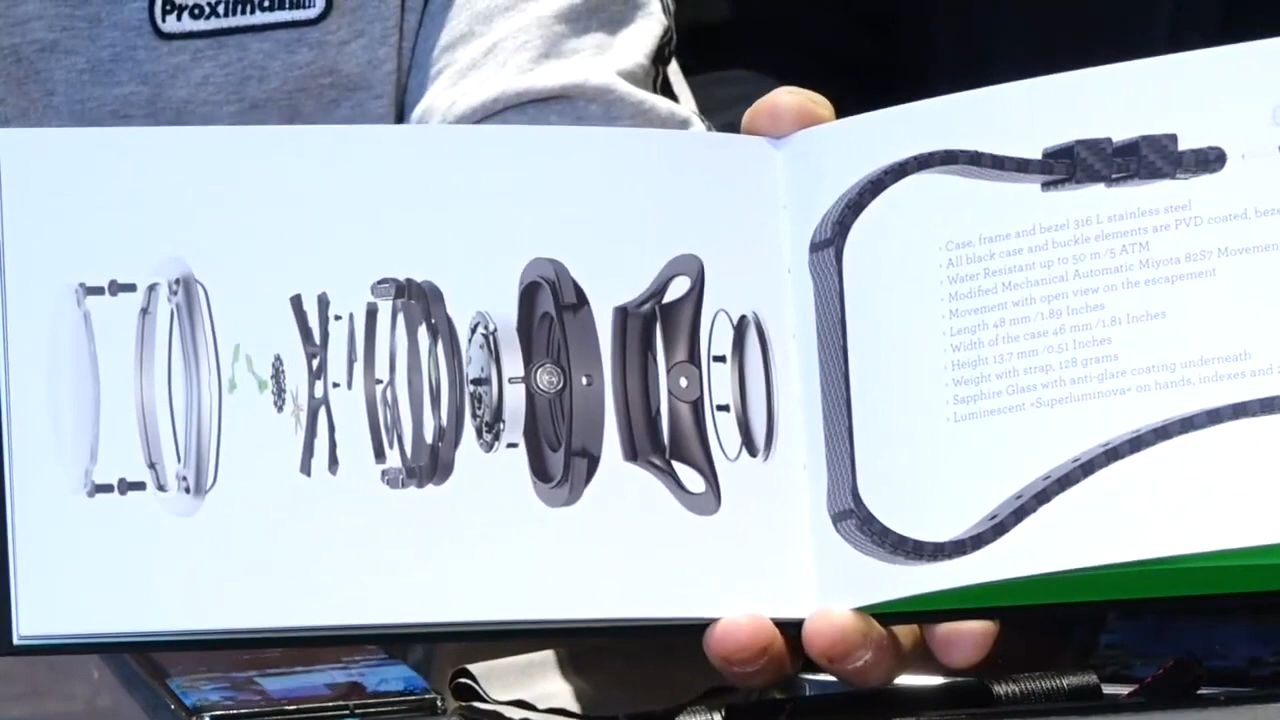 Proxima
› Case, frame and bezel 316 L stainless steel
› All black case and buckle elements are PVD coated, beze
› Water Resistant up to 50 m /5 ATM
› Modified Mechanical Automatic Miyota 82S7 Movemen
› Movement with open view on the escapement
› Length 48 mm /1.89 Inches
› Width of the case 46 mm /1.81 Inches
› Height 13.7 mm /0.51 Inches
› Weight with strap, 128 grams
› Sapphire Glass with anti-glare coating underneath
› Luminescent »Superluminova« on hands, indexes and